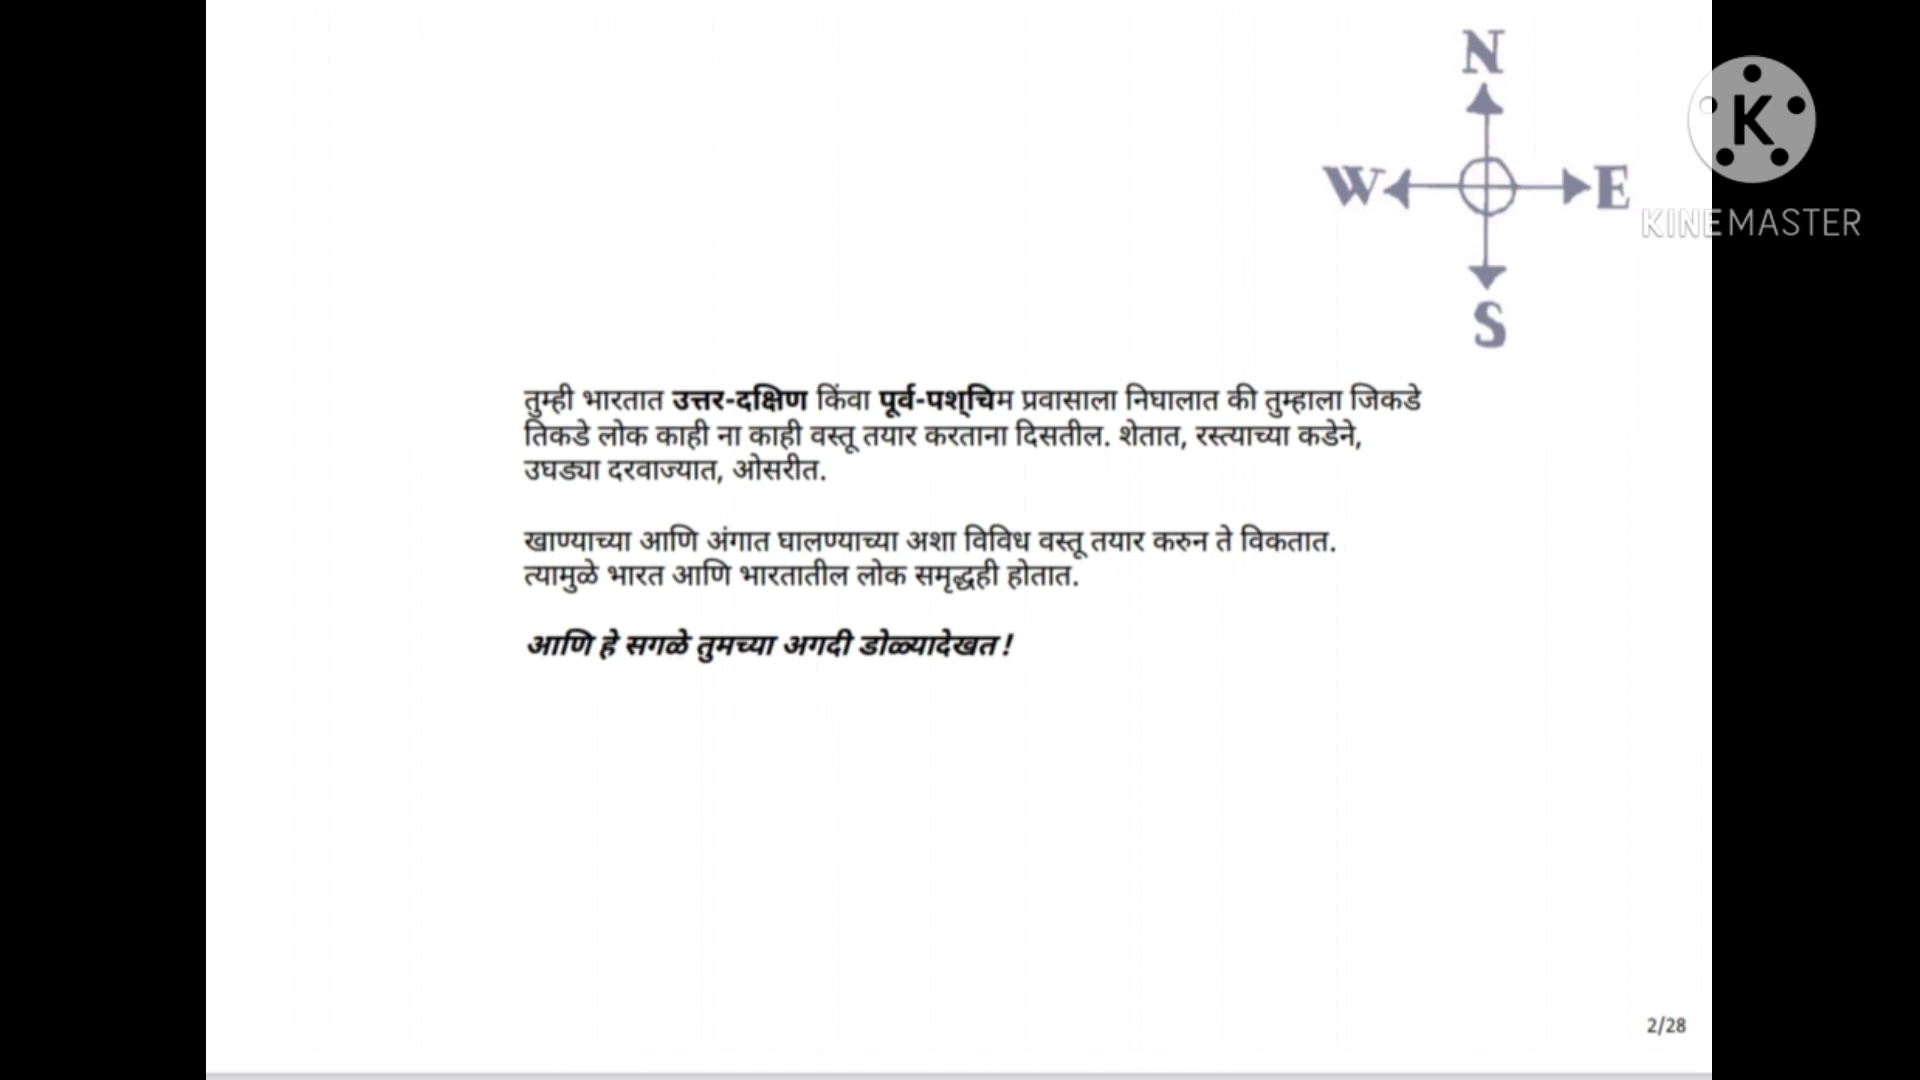 N
W E
S
K
KINEMASTER
तुम्ही भारतात उत्तर-दक्षिण किंवा पूर्व-पश्चिम प्रवासाला निघालात की तुम्हाला जिकडे
तिकडे लोक काही ना काही वस्तू तयार करताना दिसतील. शेतात, रस्त्याच्या कडेने,
उघड्या दरवाज्यात, ओसरीत.
खाण्याच्या आणि अंगात घालण्याच्या अशा विविध वस्तू तयार करुन ते विकतात.
त्यामुळे भारत आणि भारतातील लोक समृद्धही होतात.
आणि हे सगळे तुमच्या अगदी डोळ्यादेखत!
2/28